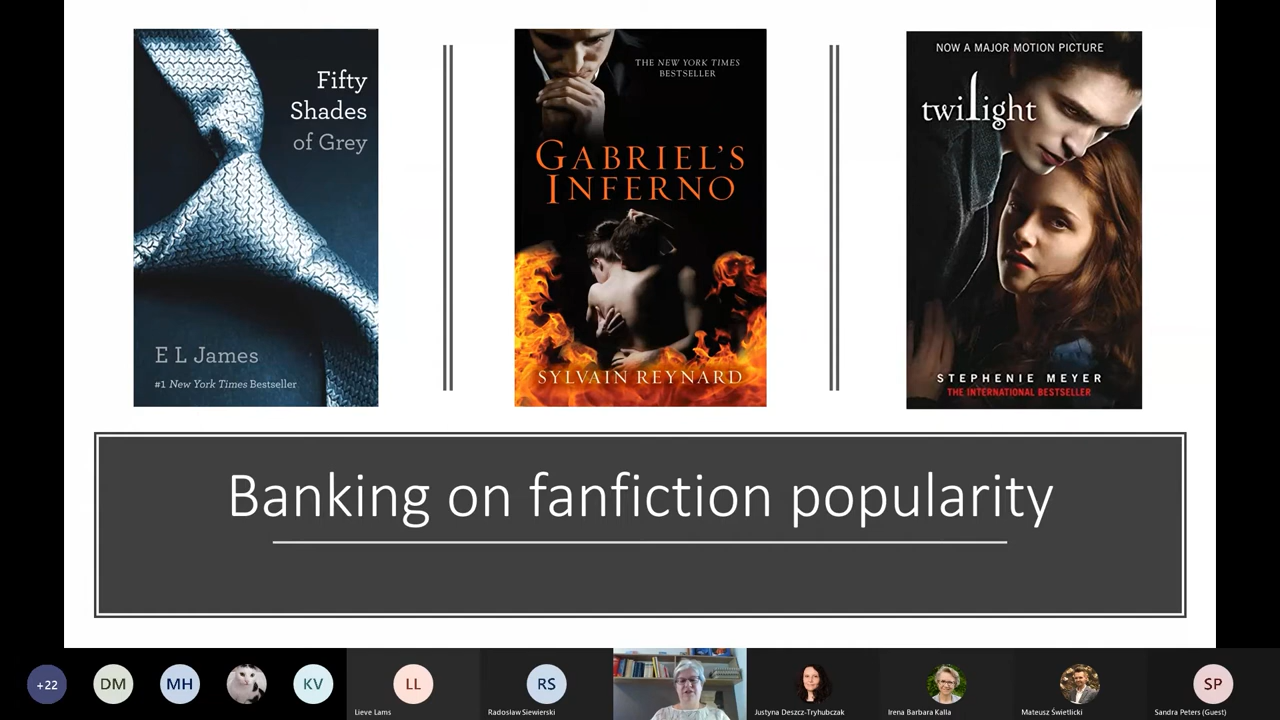 Fifty
Shades
of Grey
E L James
#1 New York Times Bestseller
THE NEW YORK TIMES
BESTSELLER
GABRIEL'S
INFERNO
SYLVAIN REYNARD
NOW A MAJOR MOTION PICTURE
twilight
STEPHENIE MEYER
THE INTERNATIONAL BESTSELLER
Banking on fanfiction popularity
+22
DM
MH
KV
LL
Lieve Lams
RS
Radosław Siewierski
Justyna Deszcz-Tryhubczak
Irena Barbara Kalla
Mateusz Świetlicki
SP
Sandra Peters (Guest)